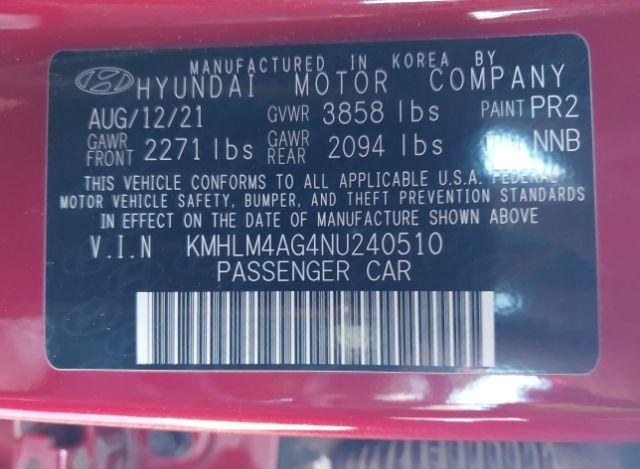 MANUFACTURED IN KOREA BY
HYUNDAI MOTOR COMPANY
AUG/12/21 GVWR 3858 lbs PAINT PR2
GAWR FRONT 2271 lbs GAWR REAR 2094 lbs NNB
THIS VEHICLE CONFORMS TO ALL APPLICABLE U.S.A. FEDERAL
MOTOR VEHICLE SAFETY, BUMPER, AND THEFT PREVENTION STANDARDS
IN EFFECT ON THE DATE OF MANUFACTURE SHOWN ABOVE
V.I.N KMHLM4AG4NU240510
PASSENGER CAR